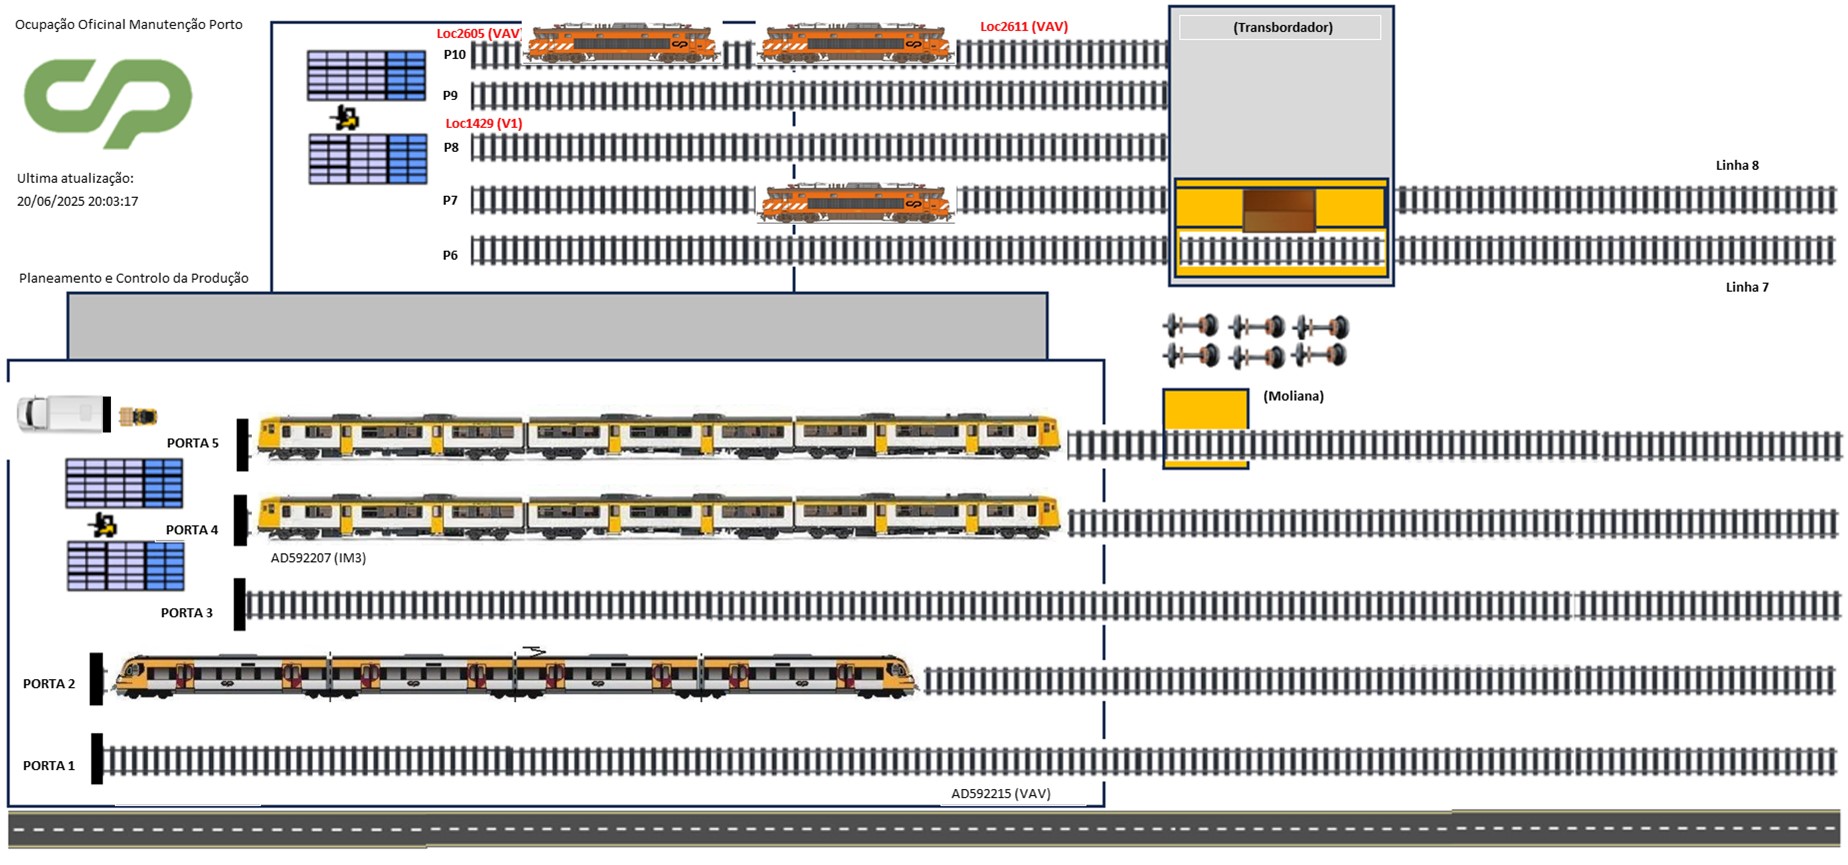 Ocupação Oficinal Manutenção Porto
Loc2605 (VAV)
Loc2611 (VAV)
(Transbordador)
P10
P9
Loc1429 (V1)
P8
Ultima atualização:
20/06/2025 20:03:17
Linha 8
P7
P6
Planeamento e Controlo da Produção
Linha 7
(Moliana)
PORTA 5
PORTA 4
AD592207 (IM3)
PORTA 3
PORTA 2
PORTA 1
AD592215 (VAV)